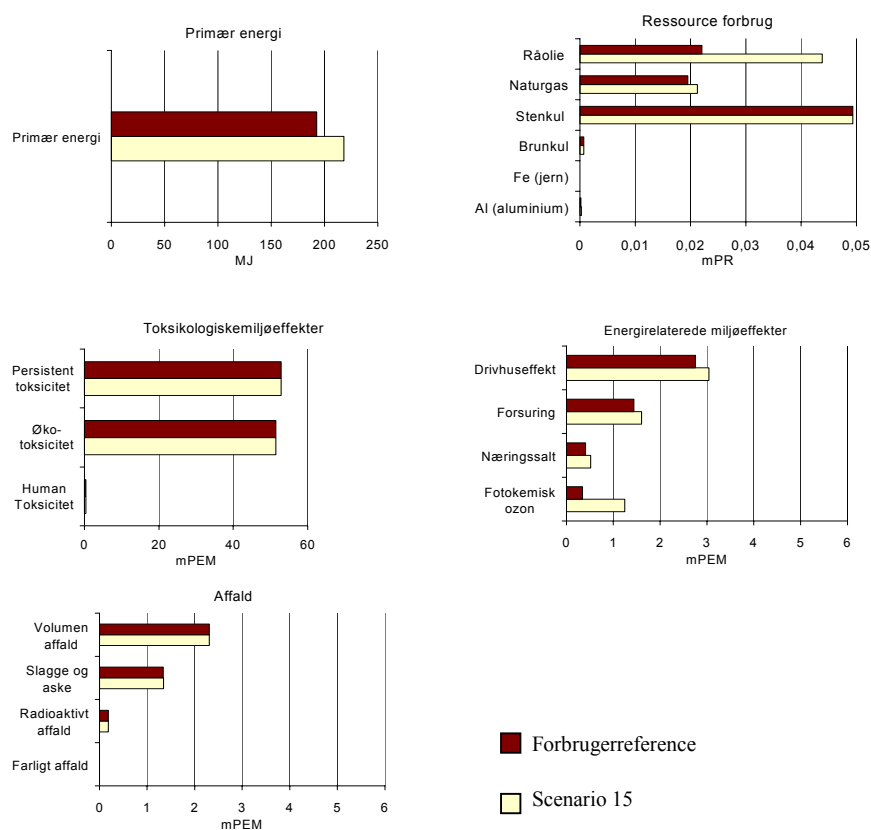 Primær energi
Primær energi
0 50 100 150 200 250
MJ
Ressource forbrug
Råolie
Naturgas
Stenkul
Brunkul
Fe (jern)
Al (aluminium)
0 0,01 0,02 0,03 0,04 0,05
mPR
Toksikologiskemiljøeffekter
Persistent
toksicitet
Øko-
toksicitet
Human
Toksicitet
0 20 40 60
mPEM
Energirelaterede miljøeffekter
Drivhuseffekt
Forsuring
Næringssalt
Fotokemisk
ozon
0 1 2 3 4 5 6
mPEM
Affald
Volumen
affald
Slagge og
aske
Radioaktivt
affald
Farligt affald
0 1 2 3 4 5 6
mPEM
Forbrugerreference
Scenario 15